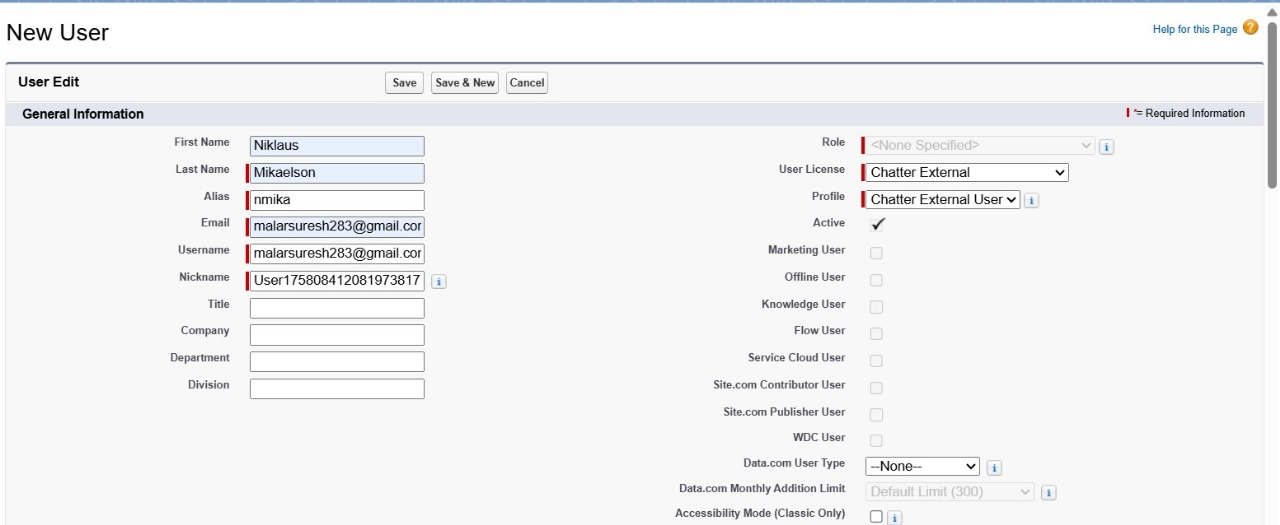 New User
Help for this Page
User Edit
Save
Save & New
Cancel
General Information
= Required Information
First Name
Niklaus
Last Name
Mikaelson
Alias
nmika
Email
malarsuresh283@gmail.cor
Username
malarsuresh283@gmail.cor
Nickname
User175808412081973817
Title
Company
Department
Division
Role
<None Specified>
User License
Chatter External
Profile
Chatter External User
Active
Marketing User
Offline User
Knowledge User
Flow User
Service Cloud User
Site.com Contributor User
Site.com Publisher User
WDC User
Data.com User Type
--None--
Data.com Monthly Addition Limit
Default Limit (300)
Accessibility Mode (Classic Only)